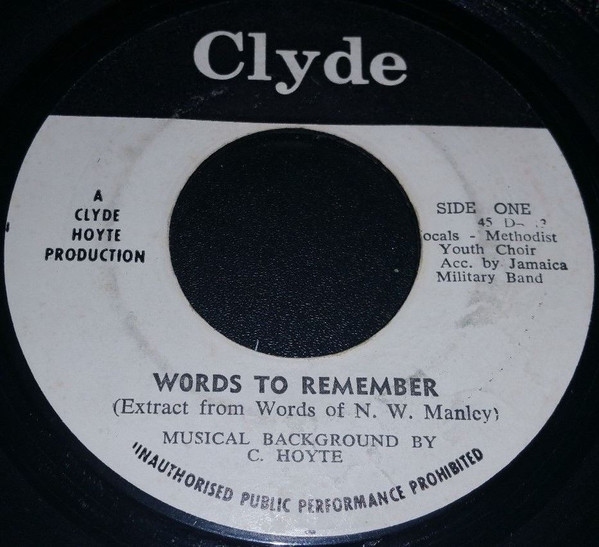 Clyde
A
CLYDE
HOYTE
PRODUCTION
SIDE ONE
45 D-
ocals - Methodist
Youth Choir
Acc. by Jamaica
Military Band
WORDS TO REMEMBER
(Extract from Words of N. W. Manley)
MUSICAL BACKGROUND BY
C. HOYTE
UNAUTHORISED PUBLIC PERFORMANCE PROHIBITED